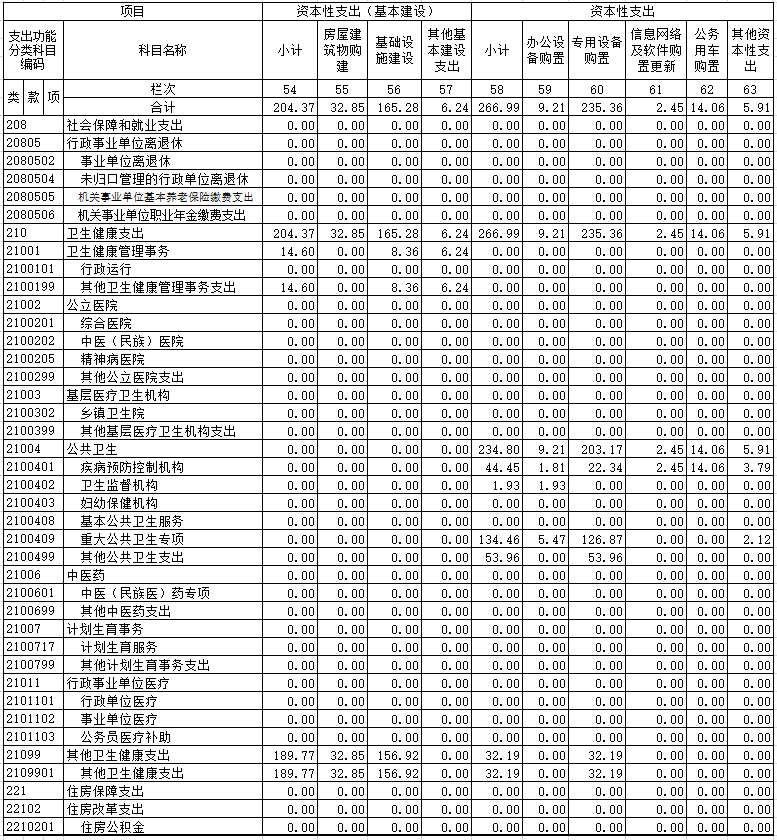 项目 资本性支出（基本建设） 资本性支出
支出功能分类科目编码 科目名称 小计 房屋建筑物购建 基础设施建设 其他基本建设支出 小计 办公设备购置 专用设备购置 信息网络及软件购置更新 公务用车购置 其他资本性支出
类 款 项 栏次 54 55 56 57 58 59 60 61 62 63
合计 204.37 32.85 165.28 6.24 266.99 9.21 235.36 2.45 14.06 5.91
208 社会保障和就业支出 0.00 0.00 0.00 0.00 0.00 0.00 0.00 0.00 0.00 0.00
20805 行政事业单位离退休 0.00 0.00 0.00 0.00 0.00 0.00 0.00 0.00 0.00 0.00
2080502 事业单位离退休 0.00 0.00 0.00 0.00 0.00 0.00 0.00 0.00 0.00 0.00
2080504 未归口管理的行政单位离退休 0.00 0.00 0.00 0.00 0.00 0.00 0.00 0.00 0.00 0.00
2080505 机关事业单位基本养老保险缴费支出 0.00 0.00 0.00 0.00 0.00 0.00 0.00 0.00 0.00 0.00
2080506 机关事业单位职业年金缴费支出 0.00 0.00 0.00 0.00 0.00 0.00 0.00 0.00 0.00 0.00
210 卫生健康支出 204.37 32.85 165.28 6.24 266.99 9.21 235.36 2.45 14.06 5.91
21001 卫生健康管理事务 14.60 0.00 8.36 6.24 0.00 0.00 0.00 0.00 0.00 0.00
2100101 行政运行 0.00 0.00 0.00 0.00 0.00 0.00 0.00 0.00 0.00 0.00
2100199 其他卫生健康管理事务支出 14.60 0.00 8.36 6.24 0.00 0.00 0.00 0.00 0.00 0.00
21002 公立医院 0.00 0.00 0.00 0.00 0.00 0.00 0.00 0.00 0.00 0.00
2100201 综合医院 0.00 0.00 0.00 0.00 0.00 0.00 0.00 0.00 0.00 0.00
2100202 中医（民族）医院 0.00 0.00 0.00 0.00 0.00 0.00 0.00 0.00 0.00 0.00
2100205 精神病医院 0.00 0.00 0.00 0.00 0.00 0.00 0.00 0.00 0.00 0.00
2100299 其他公立医院支出 0.00 0.00 0.00 0.00 0.00 0.00 0.00 0.00 0.00 0.00
21003 基层医疗卫生机构 0.00 0.00 0.00 0.00 0.00 0.00 0.00 0.00 0.00 0.00
2100302 乡镇卫生院 0.00 0.00 0.00 0.00 0.00 0.00 0.00 0.00 0.00 0.00
2100399 其他基层医疗卫生机构支出 0.00 0.00 0.00 0.00 0.00 0.00 0.00 0.00 0.00 0.00
21004 公共卫生 0.00 0.00 0.00 0.00 234.80 9.21 203.17 2.45 14.06 5.91
2100401 疾病预防控制机构 0.00 0.00 0.00 0.00 44.45 1.81 22.34 2.45 14.06 3.79
2100402 卫生监督机构 0.00 0.00 0.00 0.00 1.93 1.93 0.00 0.00 0.00 0.00
2100403 妇幼保健机构 0.00 0.00 0.00 0.00 0.00 0.00 0.00 0.00 0.00 0.00
2100408 基本公共卫生服务 0.00 0.00 0.00 0.00 0.00 0.00 0.00 0.00 0.00 0.00
2100409 重大公共卫生专项 0.00 0.00 0.00 0.00 134.46 5.47 126.87 0.00 0.00 2.12
2100499 其他公共卫生支出 0.00 0.00 0.00 0.00 53.96 0.00 53.96 0.00 0.00 0.00
21006 中医药 0.00 0.00 0.00 0.00 0.00 0.00 0.00 0.00 0.00 0.00
2100601 中医（民族医）药专项 0.00 0.00 0.00 0.00 0.00 0.00 0.00 0.00 0.00 0.00
2100699 其他中医药支出 0.00 0.00 0.00 0.00 0.00 0.00 0.00 0.00 0.00 0.00
21007 计划生育事务 0.00 0.00 0.00 0.00 0.00 0.00 0.00 0.00 0.00 0.00
2100717 计划生育服务 0.00 0.00 0.00 0.00 0.00 0.00 0.00 0.00 0.00 0.00
2100799 其他计划生育事务支出 0.00 0.00 0.00 0.00 0.00 0.00 0.00 0.00 0.00 0.00
21011 行政事业单位医疗 0.00 0.00 0.00 0.00 0.00 0.00 0.00 0.00 0.00 0.00
2101101 行政单位医疗 0.00 0.00 0.00 0.00 0.00 0.00 0.00 0.00 0.00 0.00
2101102 事业单位医疗 0.00 0.00 0.00 0.00 0.00 0.00 0.00 0.00 0.00 0.00
2101103 公务员医疗补助 0.00 0.00 0.00 0.00 0.00 0.00 0.00 0.00 0.00 0.00
21099 其他卫生健康支出 189.77 32.85 156.92 0.00 32.19 0.00 32.19 0.00 0.00 0.00
2109901 其他卫生健康支出 189.77 32.85 156.92 0.00 32.19 0.00 32.19 0.00 0.00 0.00
221 住房保障支出 0.00 0.00 0.00 0.00 0.00 0.00 0.00 0.00 0.00 0.00
22102 住房改革支出 0.00 0.00 0.00 0.00 0.00 0.00 0.00 0.00 0.00 0.00
2210201 住房公积金 0.00 0.00 0.00 0.00 0.00 0.00 0.00 0.00 0.00 0.00